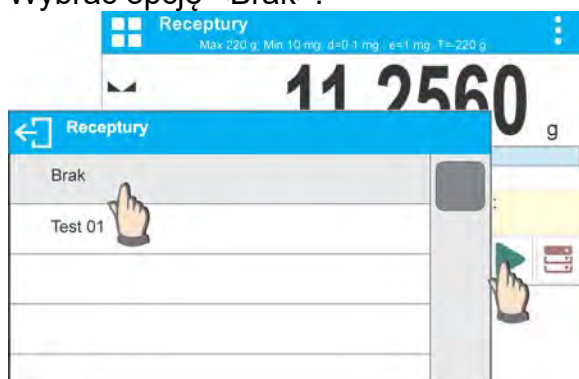 Wybrać opcję <Brak>.
Receptury
Max 220 g Min 10 mg d=0.1 mg e=1 mg T=-220 g
11.2560
g
Receptury
Brak
Test 01
: